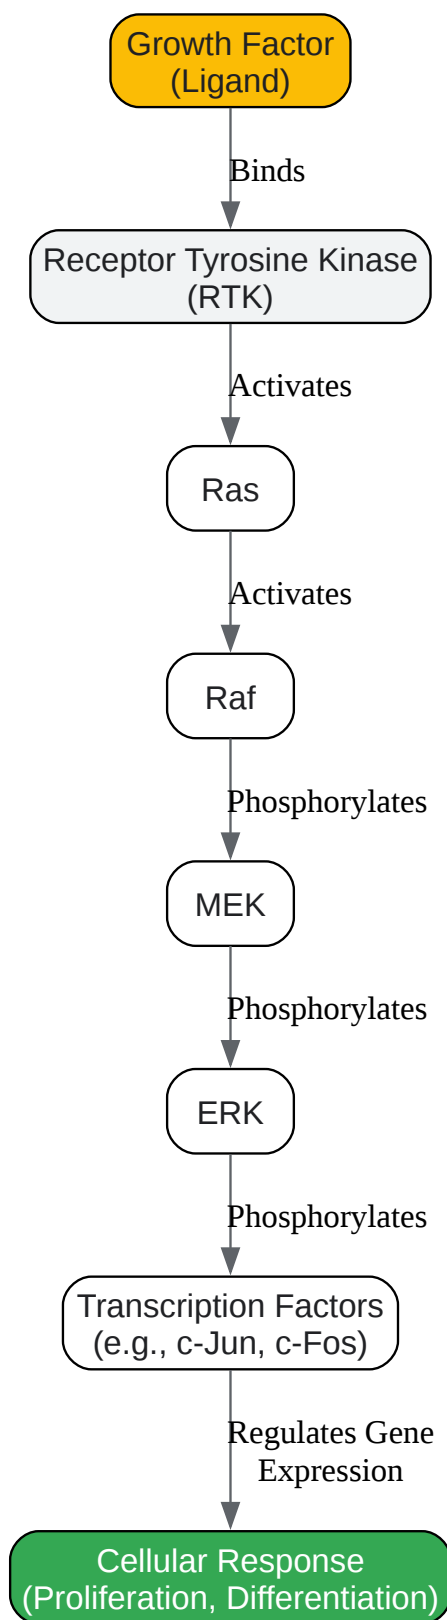 Growth Factor
(Ligand)
Binds
Receptor Tyrosine Kinase
(RTK)
Activates
Ras
Activates
Raf
Phosphorylates
MEK
Phosphorylates
ERK
Phosphorylates
Transcription Factors
(e.g., c-Jun, c-Fos)
Regulates Gene
Expression
Cellular Response
(Proliferation, Differentiation)